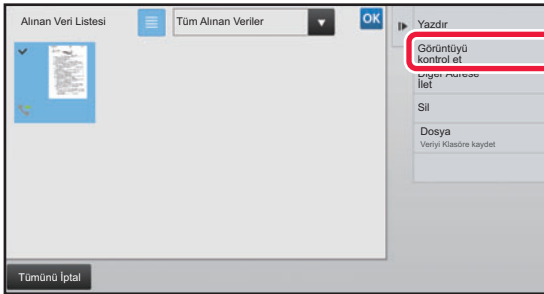 Alınan Veri Listesi
Tüm Alınan Veriler
OK
Yazdır
Görüntüyü
kontrol et
Diğer Adrese
İlet
Sil
Dosya
Veriyi Klasöre kaydet
Tümünü İptal